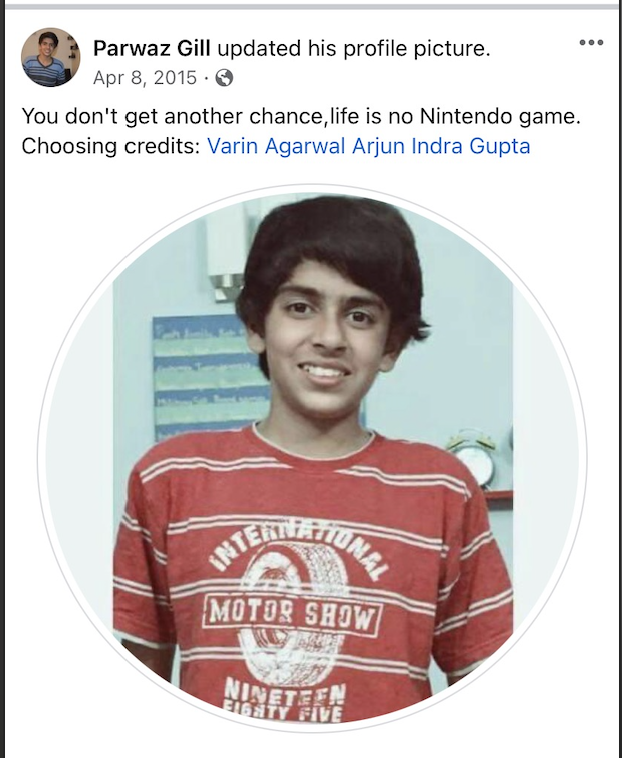 Parwaz Gill updated his profile picture.
Apr 8, 2015 ·
You don't get another chance,life is no Nintendo game.
Choosing credits: Varin Agarwal Arjun Indra Gupta
INTERNATIONAL
MOTOR SHOW
NINETEEN
EIGHTY FIVE